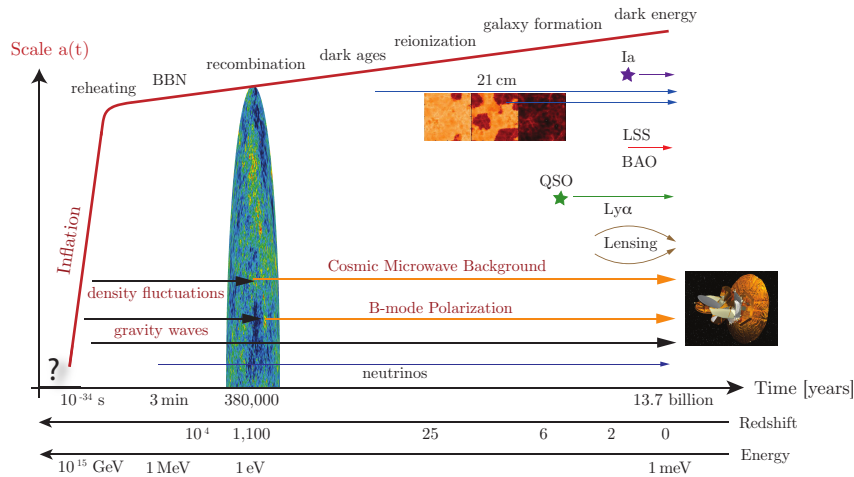 dark energy
galaxy formation
reionization
dark ages
recombination
BBN
reheating
Scale a(t)
Ia
21 cm
LSS
BAO
QSO
Lyα
Lensing
Inflation
Cosmic Microwave Background
density fluctuations
B-mode Polarization
gravity waves
neutrinos
?
Time [years]
10⁻³⁴ s 3 min 380,000 13.7 billion
Redshift
10⁴ 1,100 25 6 2 0
Energy
10¹⁵ GeV 1 MeV 1 eV 1 meV